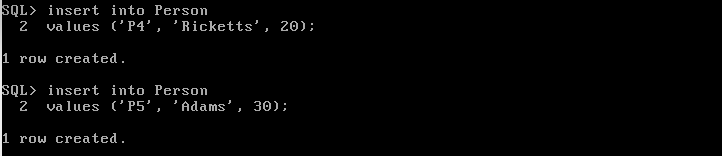 SQL> insert into Person
  2  values ('P4', 'Ricketts', 20);
1 row created.
SQL> insert into Person
  2  values ('P5', 'Adams', 30);
1 row created.